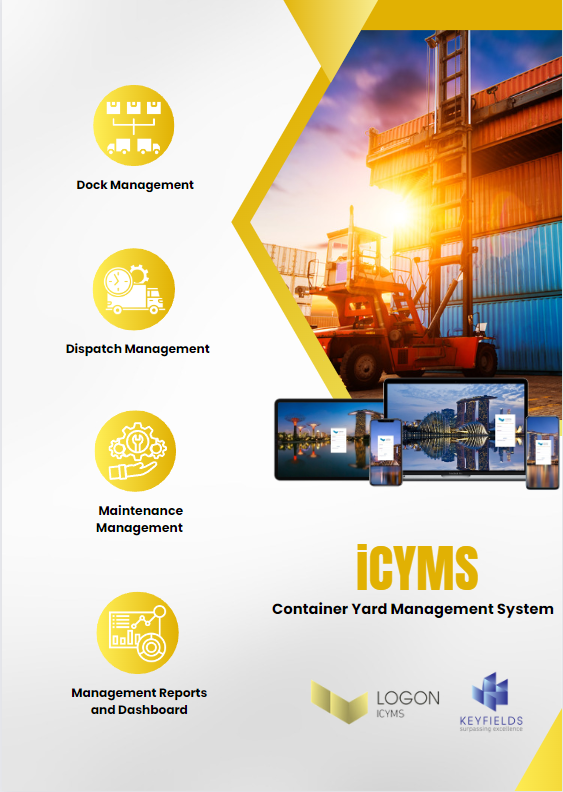 Dock Management
Dispatch Management
Maintenance
Management
Management Reports
and Dashboard
iCYMS
Container Yard Management System
LOGON
ICYMS
KEYFIELDS
surpassing excellence